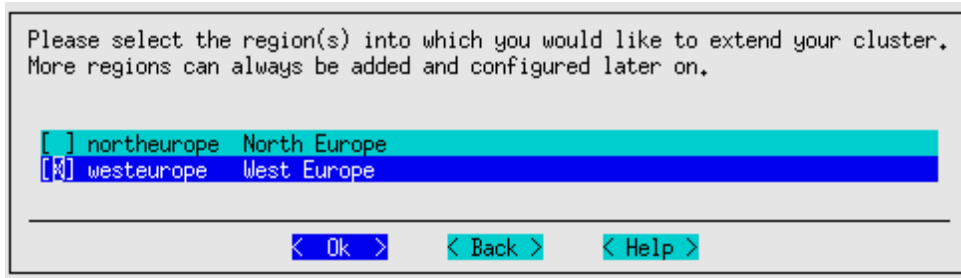 Please select the region(s) into which you would like to extend your cluster.
More regions can always be added and configured later on.
[ ] northeurope North Europe
[X] westeurope West Europe
< Ok > < Back > < Help >